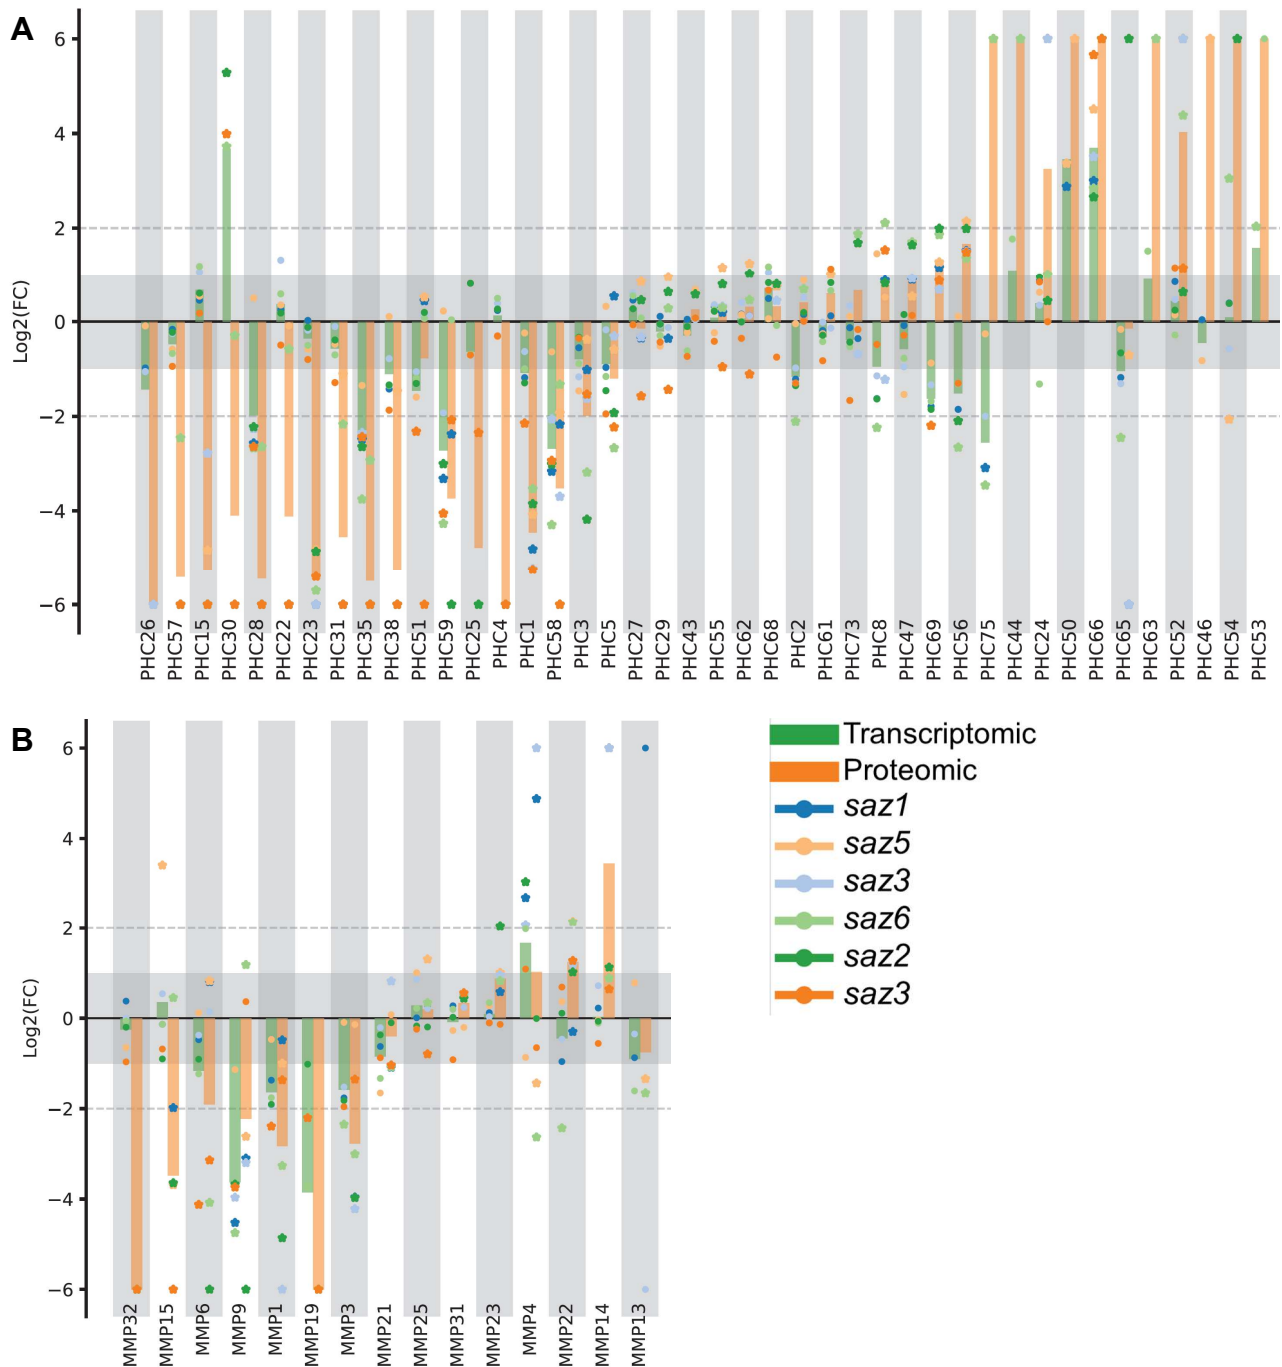 A
6
4
2
0
−2
−4
−6
Log2(FC)
PHC26
PHC57
PHC15
PHC30
PHC28
PHC22
PHC23
PHC31
PHC35
PHC38
PHC51
PHC59
PHC25
PHC4
PHC1
PHC58
PHC3
PHC5
PHC27
PHC29
PHC43
PHC55
PHC62
PHC68
PHC2
PHC61
PHC73
PHC8
PHC47
PHC69
PHC56
PHC75
PHC44
PHC24
PHC50
PHC66
PHC65
PHC63
PHC52
PHC46
PHC54
PHC53
B
6
4
2
0
−2
−4
−6
Log2(FC)
MMP32
MMP15
MMP6
MMP9
MMP1
MMP19
MMP3
MMP21
MMP25
MMP31
MMP23
MMP4
MMP22
MMP14
MMP13
Transcriptomic
Proteomic
saz1
saz5
saz3
saz6
saz2
saz3